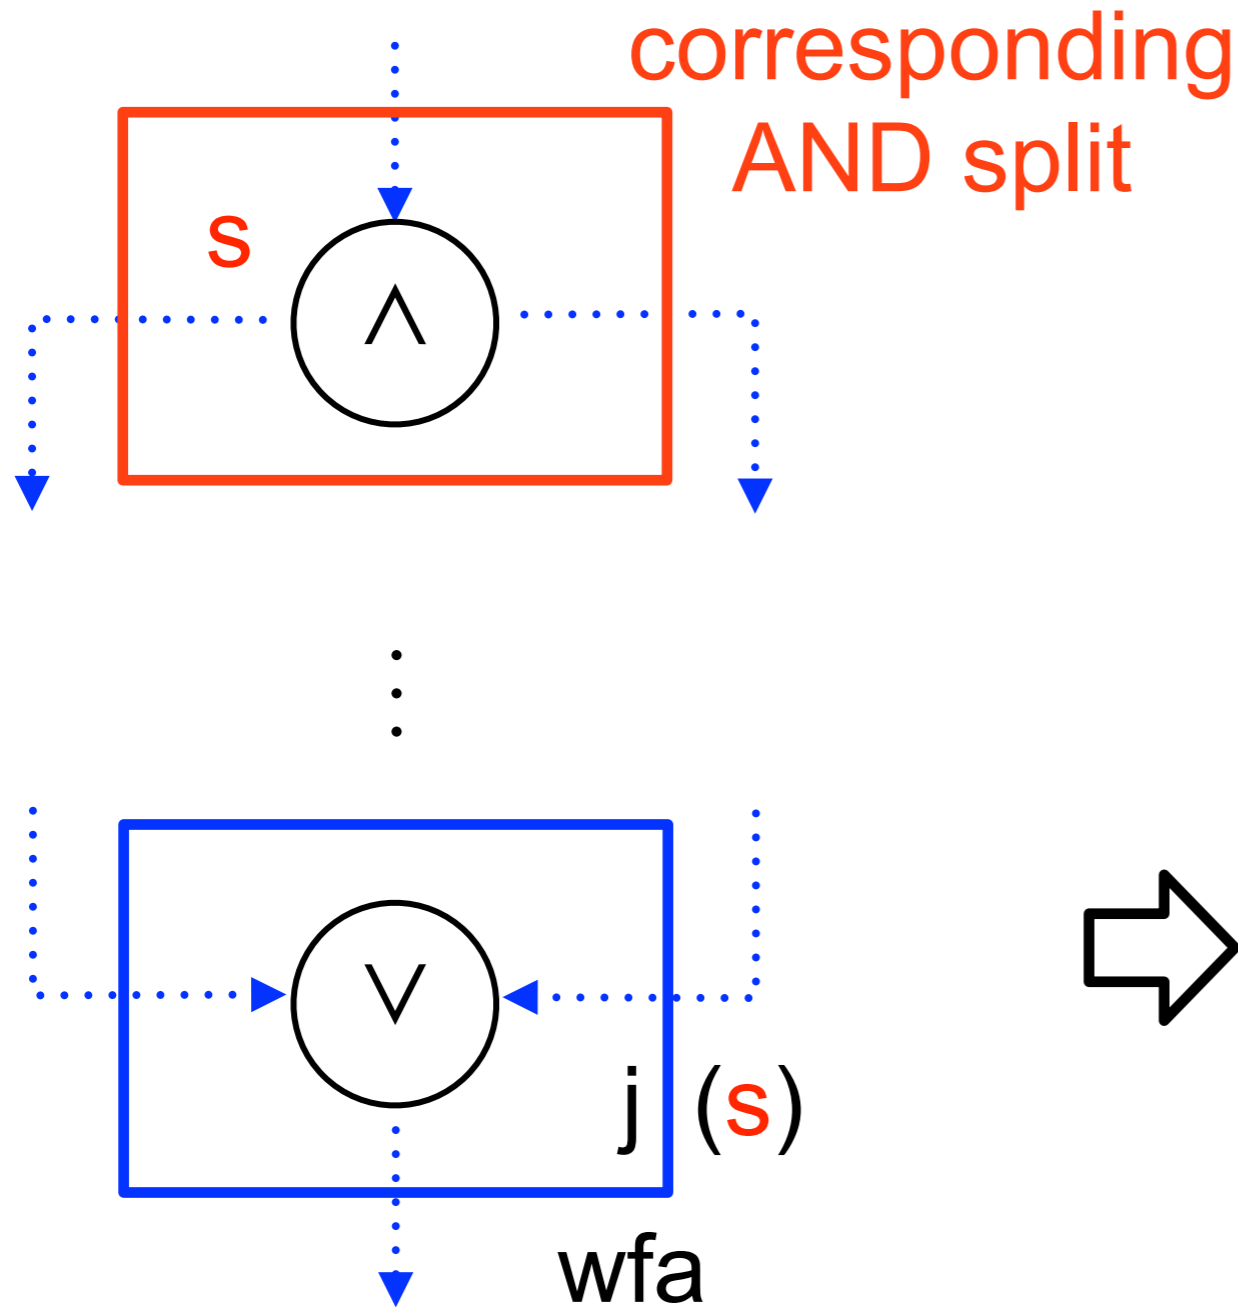 corresponding
AND split
s
∧
∨
j (s)
wfa